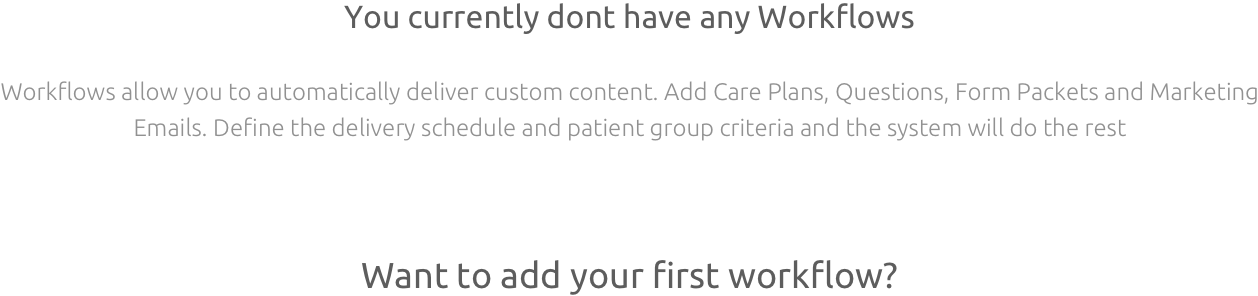 You currently dont have any Workflows
Workflows allow you to automatically deliver custom content. Add Care Plans, Questions, Form Packets and Marketing
Emails. Define the delivery schedule and patient group criteria and the system will do the rest
Want to add your first workflow?